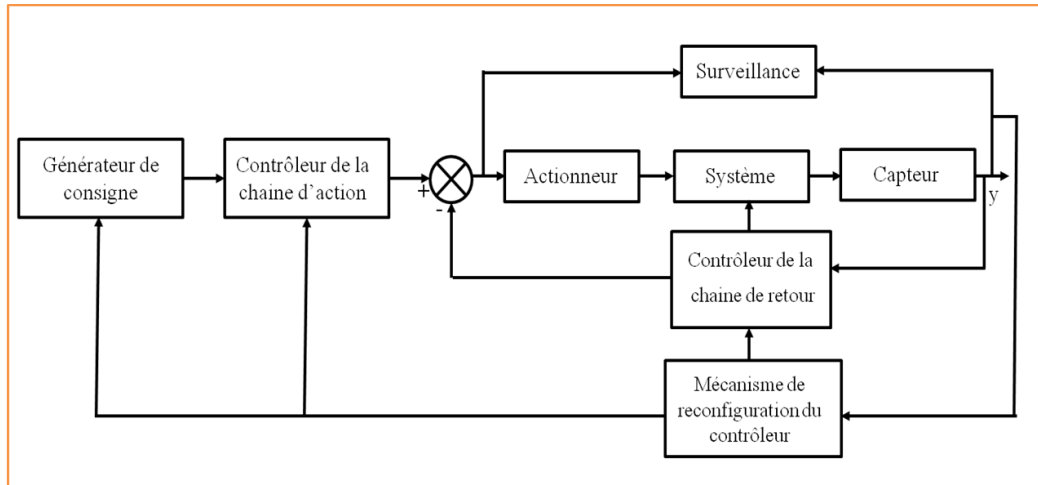 Surveillance
Générateur de
consigne
Contrôleur de la
chaine d'action
+
-
Actionneur
Système
Capteur
y
Contrôleur de la
chaine de retour
Mécanisme de
reconfiguration du
contrôleur